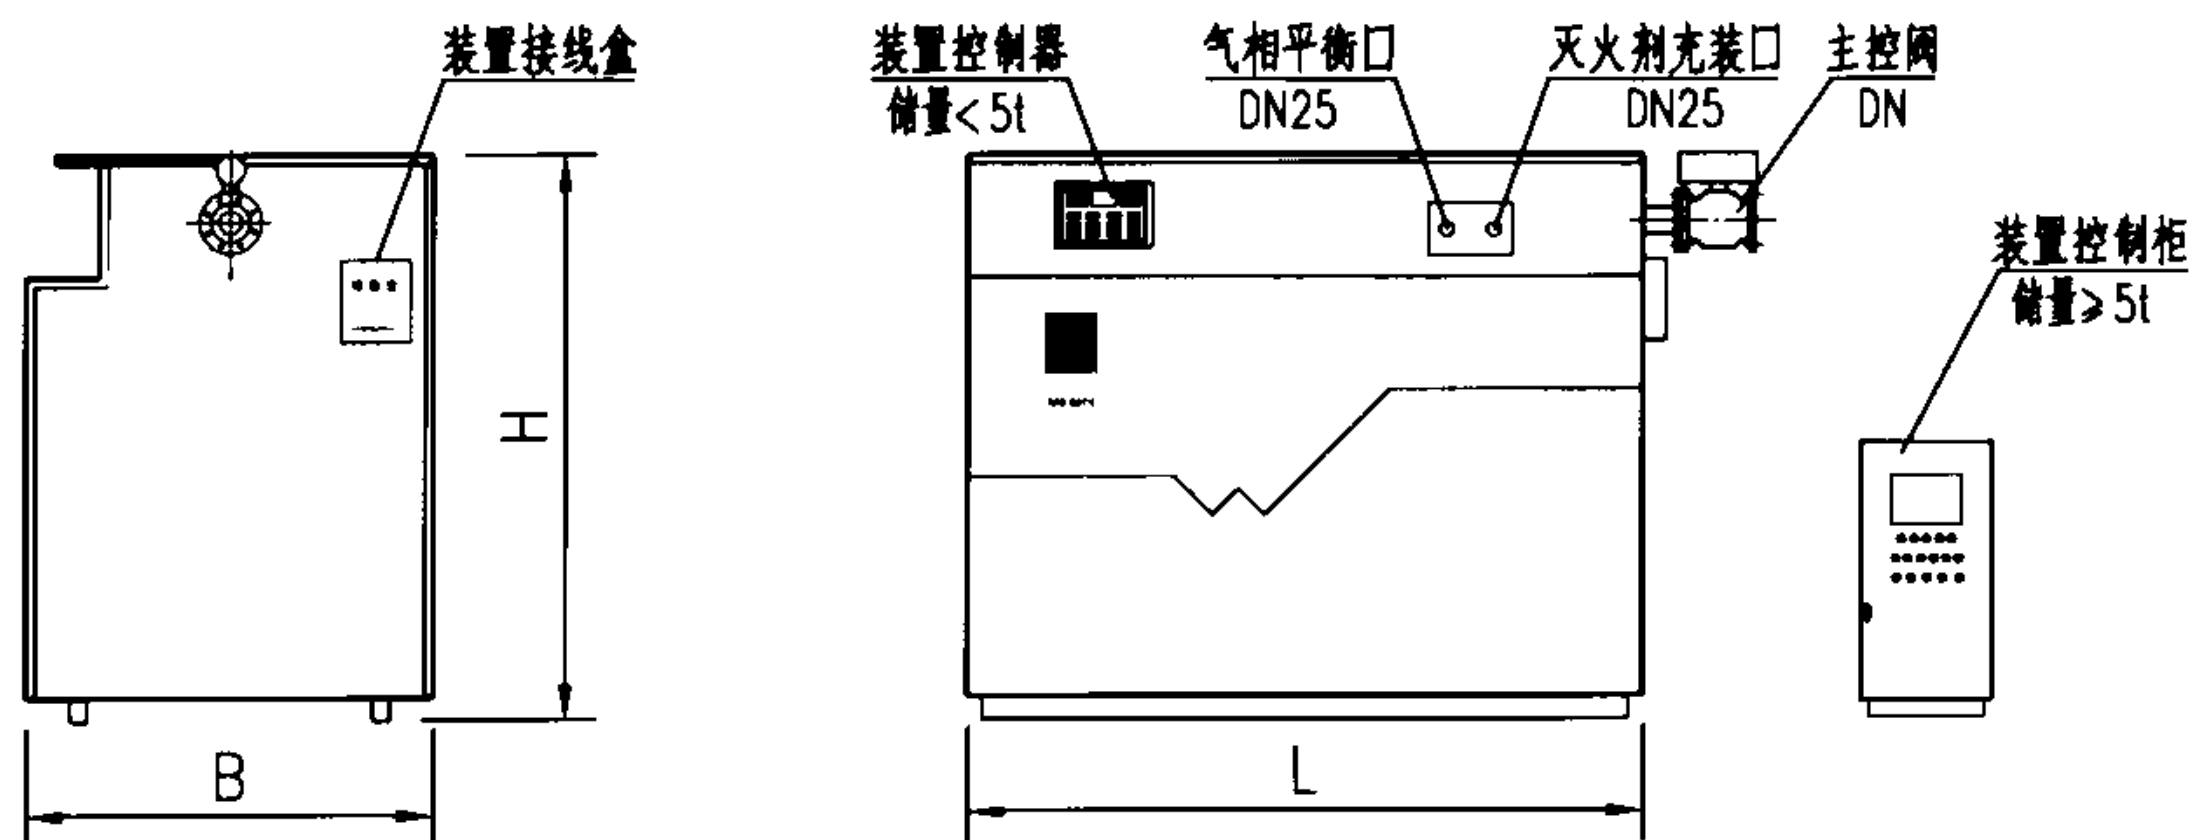 装置接线盒
装置控制器
储量<5t
气相平衡口
DN25
灭火剂充装口
DN25
主控阀
DN
装置控制柜
储量≥5t
H
B
L